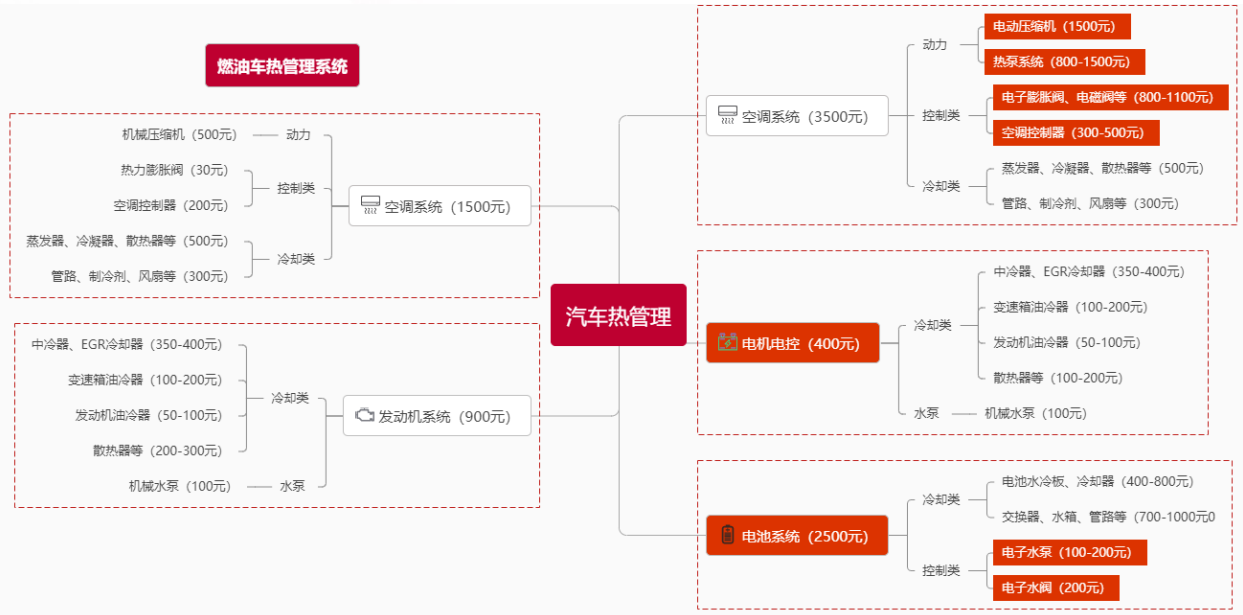 燃油车热管理系统
机械压缩机（500元）
动力
热力膨胀阀（30元）
控制类
空调控制器（200元）
空调系统（1500元）
蒸发器、冷凝器、散热器等（500元）
冷却类
管路、制冷剂、风扇等（300元）
中冷器、EGR冷却器（350-400元）
变速箱油冷器（100-200元）
冷却类
发动机油冷器（50-100元）
发动机系统（900元）
散热器等（200-300元）
机械水泵（100元）
水泵
汽车热管理
空调系统（3500元）
动力
电动压缩机（1500元）
热泵系统（800-1500元）
控制类
电子膨胀阀、电磁阀等（800-1100元）
空调控制器（300-500元）
冷却类
蒸发器、冷凝器、散热器等（500元）
管路、制冷剂、风扇等（300元）
电机电控（400元）
冷却类
中冷器、EGR冷却器（350-400元）
变速箱油冷器（100-200元）
发动机油冷器（50-100元）
散热器等（100-200元）
水泵
机械水泵（100元）
电池系统（2500元）
冷却类
电池水冷板、冷却器（400-800元）
交换器、水箱、管路等（700-1000元0
控制类
电子水泵（100-200元）
电子水阀（200元）